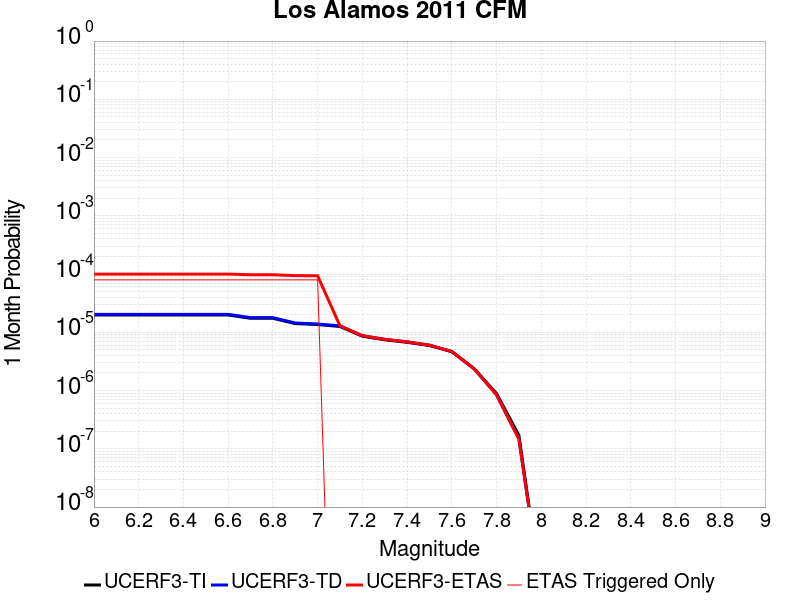 Los Alamos 2011 CFM
1 Month Probability
10^0
10^-1
10^-2
10^-3
10^-4
10^-5
10^-6
10^-7
10^-8
6 6.2 6.4 6.6 6.8 7 7.2 7.4 7.6 7.8 8 8.2 8.4 8.6 8.8 9
Magnitude
UCERF3-TI UCERF3-TD UCERF3-ETAS ETAS Triggered Only